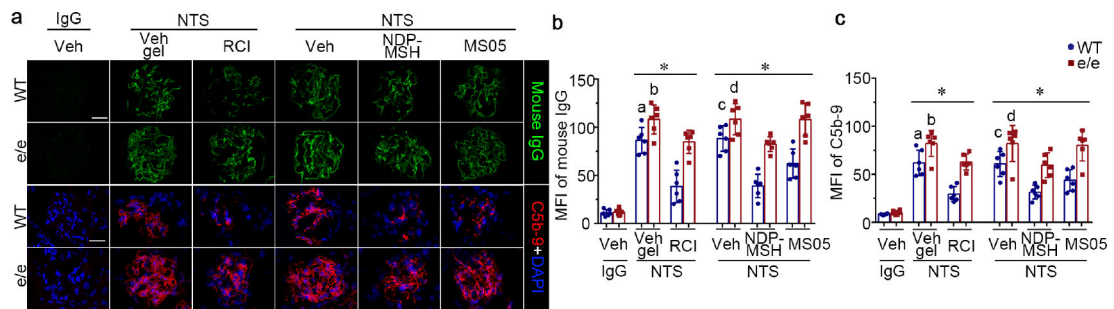 a
IgG
NTS
NTS
Veh
Veh gel
RCI
Veh
NDP-MSH
MS05
WT
e/e
WT
e/e
Mouse IgG
C5b-9+DAPI
b
MFI of mouse IgG
150
100
50
0
*
*
a
b
c
d
Veh
Veh gel
RCI
Veh
NDP-MSH
MS05
IgG
NTS
NTS
c
WT
e/e
MFI of C5b-9
150
100
50
0
*
*
a
b
c
d
Veh
Veh gel
RCI
Veh
NDP-MSH
MS05
IgG
NTS
NTS